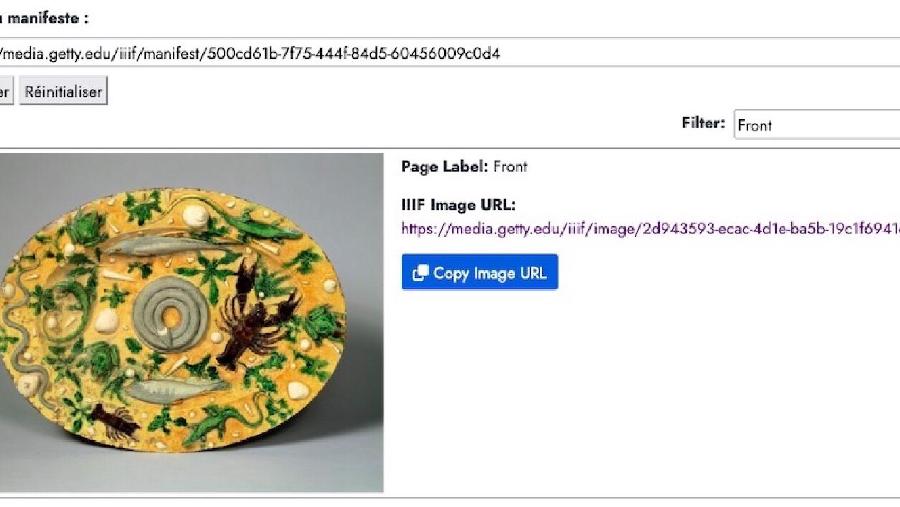 manifeste :
/media.getty.edu/iiif/manifest/500cd61b-7f75-444f-84d5-60456009c0d4
Réinitialiser
Filter: Front
Page Label: Front
IIIF Image URL:
https://media.getty.edu/iiif/image/2d943593-ecac-4d1e-ba5b-19c1f6941
Copy Image URL